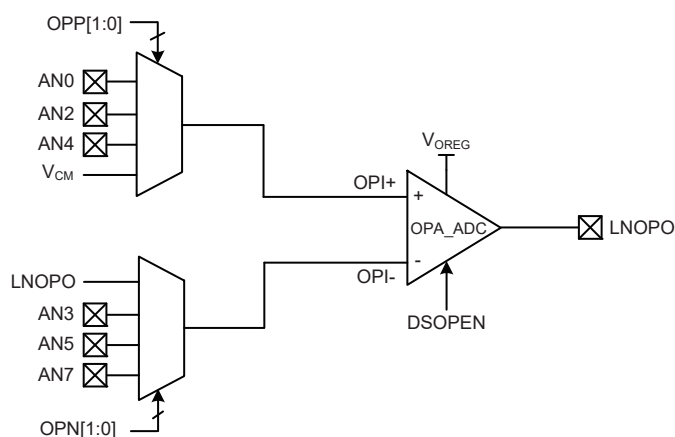 OPP[1:0]
AN0
AN2
AN4
VCM
VOREG
OPI+
+
OPA_ADC
LNOPO
-
OPI-
LNOPO
DSOPEN
AN3
AN5
AN7
OPN[1:0]